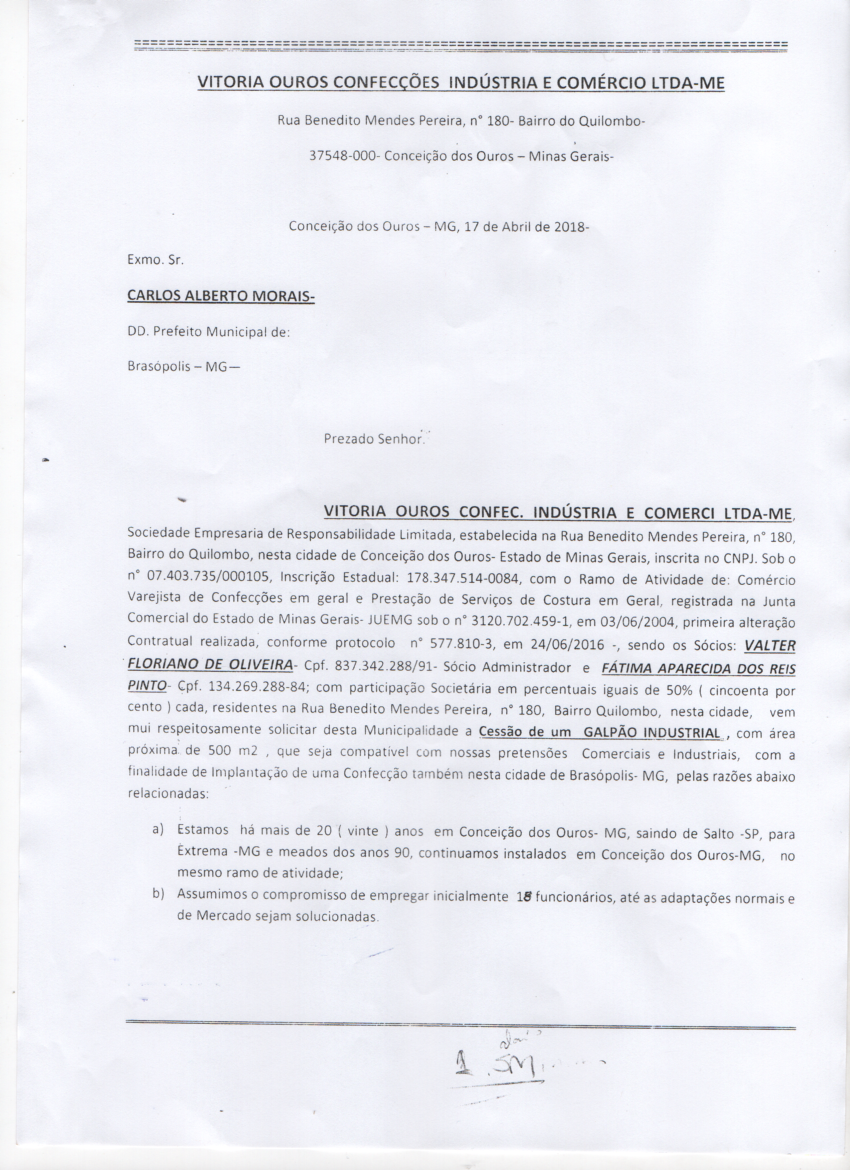 VITORIA OUROS CONFECÇÕES INDÚSTRIA E COMÉRCIO LTDA-ME
Rua Benedito Mendes Pereira, n° 180- Bairro do Quilombo-
37548-000- Conceição dos Ouros – Minas Gerais-
Conceição dos Ouros – MG, 17 de Abril de 2018-
Exmo. Sr.
CARLOS ALBERTO MORAIS-
DD. Prefeito Municipal de:
Brasópolis – MG—
Prezado Senhor.
VITORIA OUROS CONFEC. INDÚSTRIA E COMERCI LTDA-ME,
Sociedade Empresaria de Responsabilidade Limitada, estabelecida na Rua Benedito Mendes Pereira, n° 180,
Bairro do Quilombo, nesta cidade de Conceição dos Ouros- Estado de Minas Gerais, inscrita no CNPJ. Sob o
n° 07.403.735/000105, Inscrição Estadual: 178.347.514-0084, com o Ramo de Atividade de: Comércio
Varejista de Confecções em geral e Prestação de Serviços de Costura em Geral, registrada na Junta
Comercial do Estado de Minas Gerais- JUEMG sob o n° 3120.702.459-1, em 03/06/2004, primeira alteração
Contratual realizada, conforme protocolo n° 577.810-3, em 24/06/2016 -, sendo os Sócios: VALTER
FLORIANO DE OLIVEIRA- Cpf. 837.342.288/91- Sócio Administrador e FÁTIMA APARECIDA DOS REIS
PINTO- Cpf. 134.269.288-84; com participação Societária em percentuais iguais de 50% ( cincoenta por
cento ) cada, residentes na Rua Benedito Mendes Pereira, n° 180, Bairro Quilombo, nesta cidade, vem
mui respeitosamente solicitar desta Municipalidade a Cessão de um GALPÃO INDUSTRIAL , com área
próxima de 500 m2 , que seja compatível com nossas pretensões Comerciais e Industriais, com a
finalidade de Implantação de uma Confecção também nesta cidade de Brasópolis- MG, pelas razões abaixo
relacionadas:
a) Estamos há mais de 20 ( vinte ) anos em Conceição dos Ouros- MG, saindo de Salto -SP, para
Extrema -MG e meados dos anos 90, continuamos instalados em Conceição dos Ouros-MG, no
mesmo ramo de atividade;
b) Assumimos o compromisso de empregar inicialmente funcionários, até as adaptações normais e
de Mercado sejam solucionadas.
1 SM